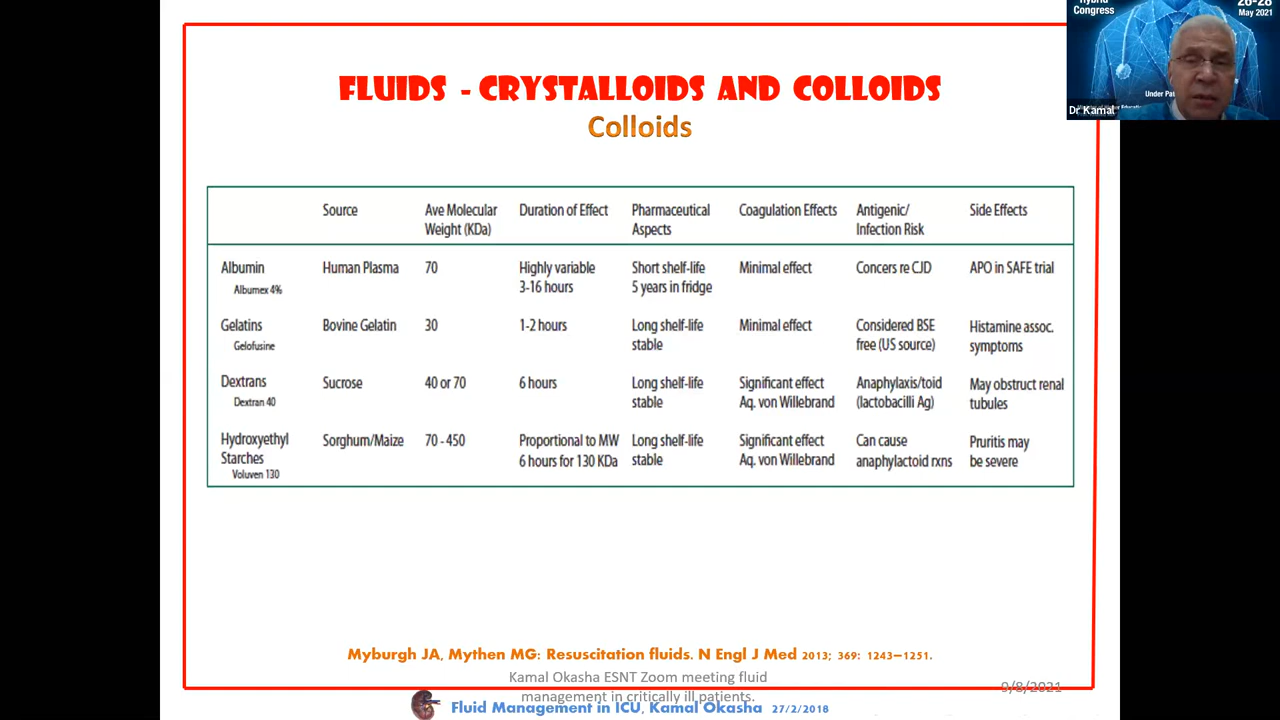 Hybrid
Congress
26-28
May 2021
Dr Kamal
FLUIDS - CRYSTALLOIDS AND COLLOIDS
Colloids
Source
Ave Molecular
Weight (KDa)
Duration of Effect
Pharmaceutical
Aspects
Coagulation Effects
Antigenic/
Infection Risk
Side Effects
Albumin
Albumex 4%
Human Plasma
70
Highly variable
3-16 hours
Short shelf-life
5 years in fridge
Minimal effect
Concers re CJD
APO in SAFE trial
Gelatins
Gelofusine
Bovine Gelatin
30
1-2 hours
Long shelf-life
stable
Minimal effect
Considered BSE
free (US source)
Histamine assoc.
symptoms
Dextrans
Dextran 40
Sucrose
40 or 70
6 hours
Long shelf-life
stable
Significant effect
Aq. von Willebrand
Anaphylaxis/toid
(lactobacilli Ag)
May obstruct renal
tubules
Hydroxyethyl
Starches
Voluven 130
Sorghum/Maize
70 - 450
Proportional to MW
6 hours for 130 KDa
Long shelf-life
stable
Significant effect
Aq. von Willebrand
Can cause
anaphylactoid rxns
Pruritis may
be severe
Myburgh JA, Mythen MG: Resuscitation fluids. N Engl J Med 2013; 369: 1243–1251.
Kamal Okasha ESNT Zoom meeting fluid
management in critically ill patients.
9/8/2021
Fluid Management in ICU, Kamal Okasha 27/2/2018